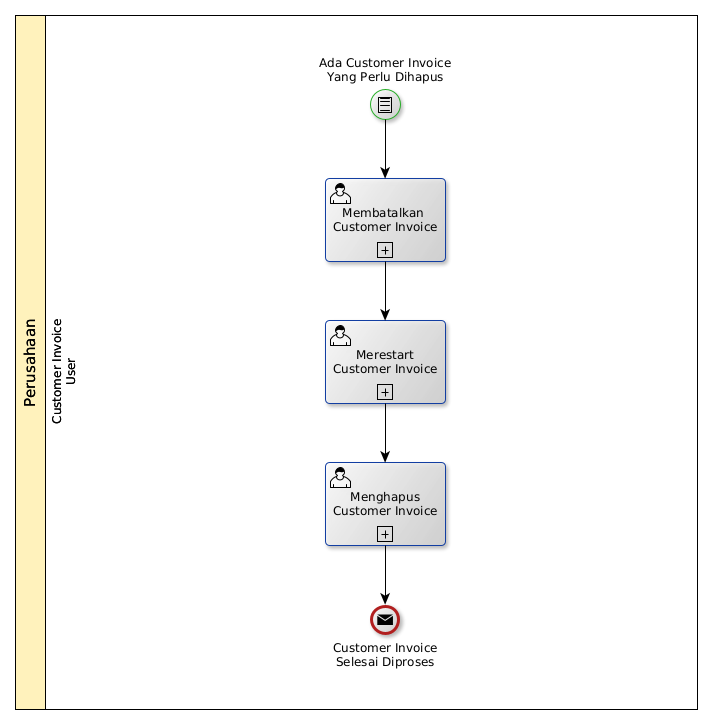 Perusahaan
Customer Invoice
User
Ada Customer Invoice
Yang Perlu Dihapus
Membatalkan
Customer Invoice
Merestart
Customer Invoice
Menghapus
Customer Invoice
Customer Invoice
Selesai Diproses